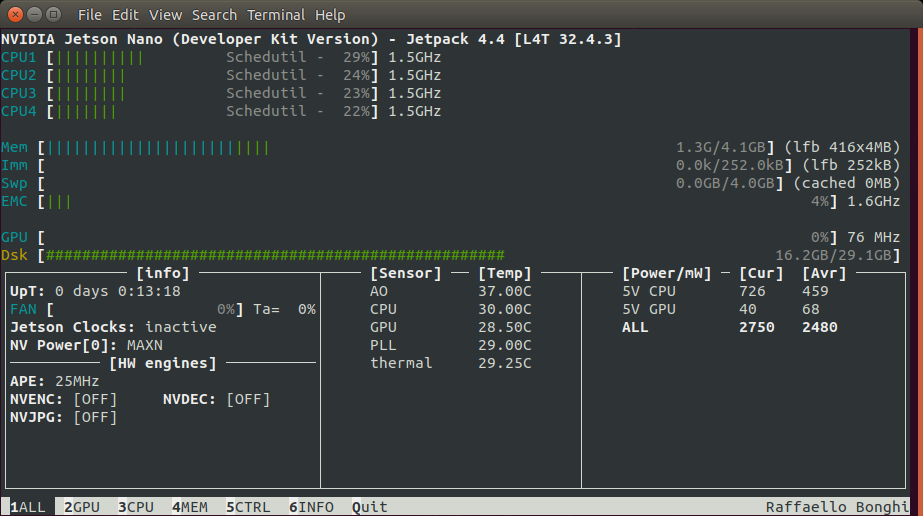 File Edit View Search Terminal Help
NVIDIA Jetson Nano (Developer Kit Version) - Jetpack 4.4 [L4T 32.4.3]
CPU1 [|||||||||| Schedutil - 29%] 1.5GHz
CPU2 [|||||||| Schedutil - 24%] 1.5GHz
CPU3 [|||||||| Schedutil - 23%] 1.5GHz
CPU4 [||||||| Schedutil - 22%] 1.5GHz
Mem [||||||||||||||||||||||||| 1.3G/4.1GB] (lfb 416x4MB)
Imm [ 0.0k/252.0kB] (lfb 252kB)
Swp [ 0.0GB/4.0GB] (cached 0MB)
EMC [||| 4%] 1.6GHz
GPU [ 0%] 76 MHz
Dsk [################################################### 16.2GB/29.1GB]
[info] [Sensor] [Temp] [Power/mW] [Cur] [Avr]
UpT: 0 days 0:13:18 AO 37.00C 5V CPU 726 459
FAN [ 0%] Ta= 0% CPU 30.00C 5V GPU 40 68
Jetson Clocks: inactive GPU 28.50C ALL 2750 2480
NV Power[0]: MAXN PLL 29.00C
[HW engines] thermal 29.25C
APE: 25MHz
NVENC: [OFF] NVDEC: [OFF]
NVJPG: [OFF]
1ALL 2GPU 3CPU 4MEM 5CTRL 6INFO Quit Raffaello Bonghi